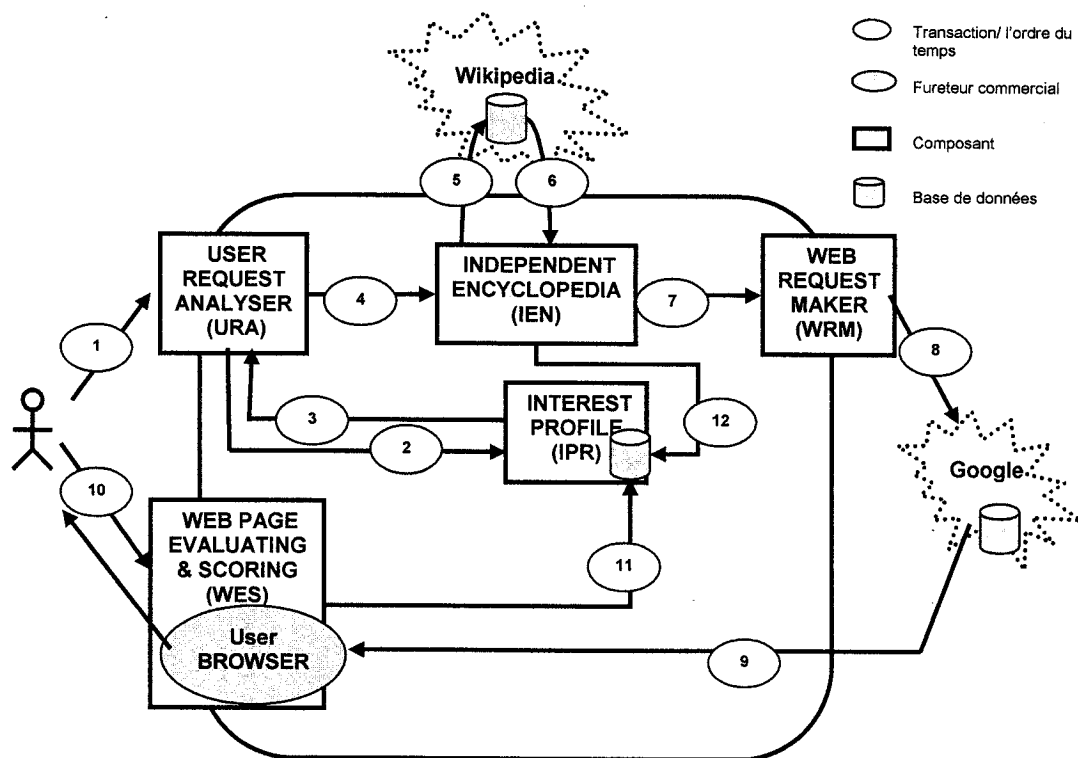 Transaction/ l'ordre du
temps
Fureteur commercial
Composant
Base de données
Wikipedia
5
6
USER
REQUEST
ANALYSER
(URA)
4
INDEPENDENT
ENCYCLOPEDIA
(IEN)
7
WEB
REQUEST
MAKER
(WRM)
8
1
3
2
INTEREST
PROFILE
(IPR)
12
Google
10
WEB PAGE
EVALUATING
& SCORING
(WES)
User
BROWSER
11
9